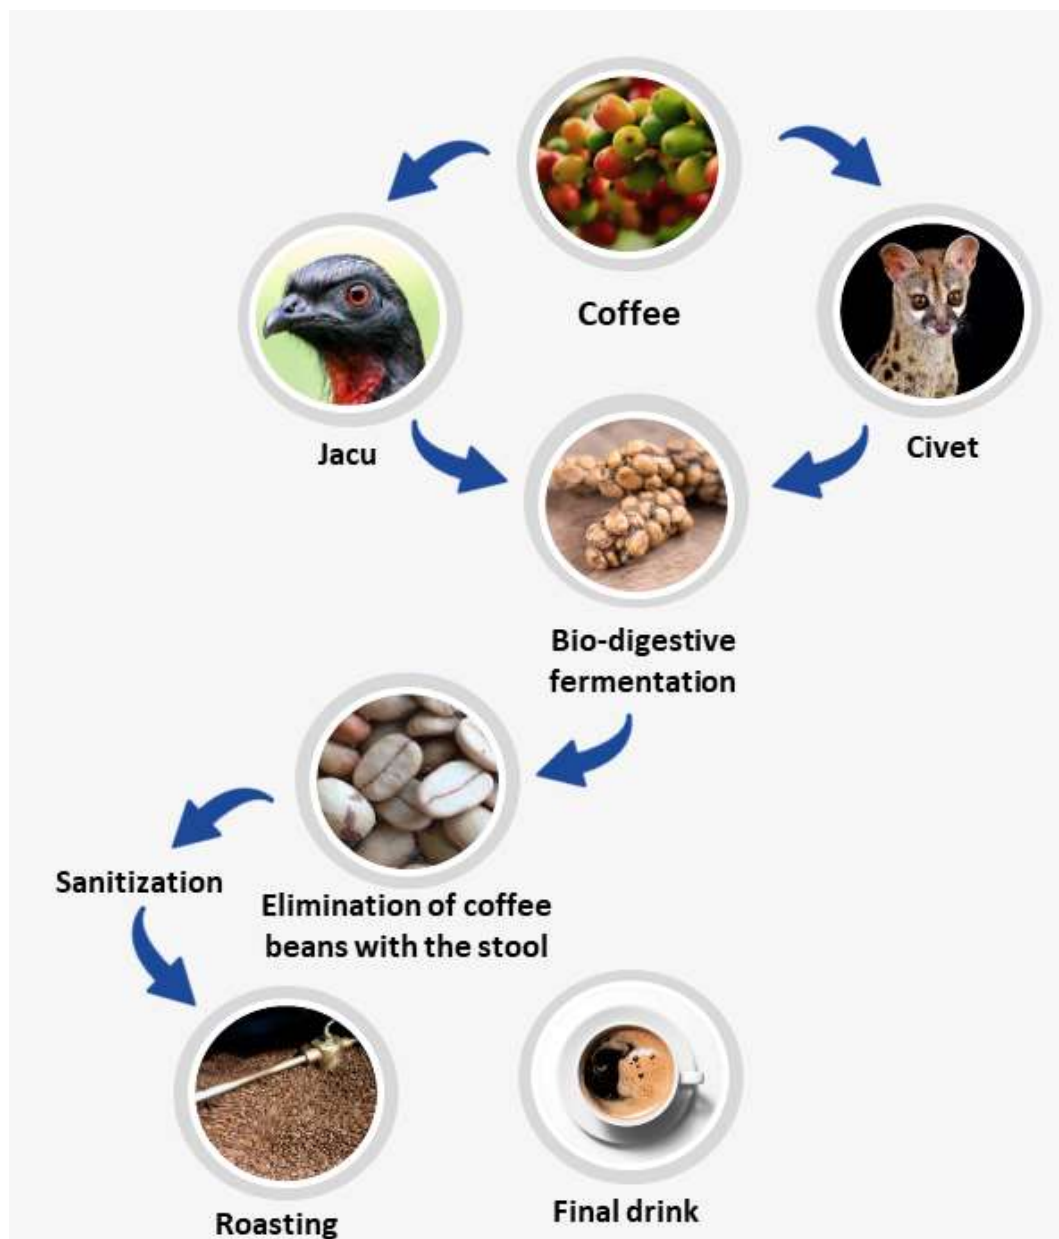 Coffee
Jacu
Civet
Bio-digestive
fermentation
Sanitization
Elimination of coffee
beans with the stool
Roasting
Final drink